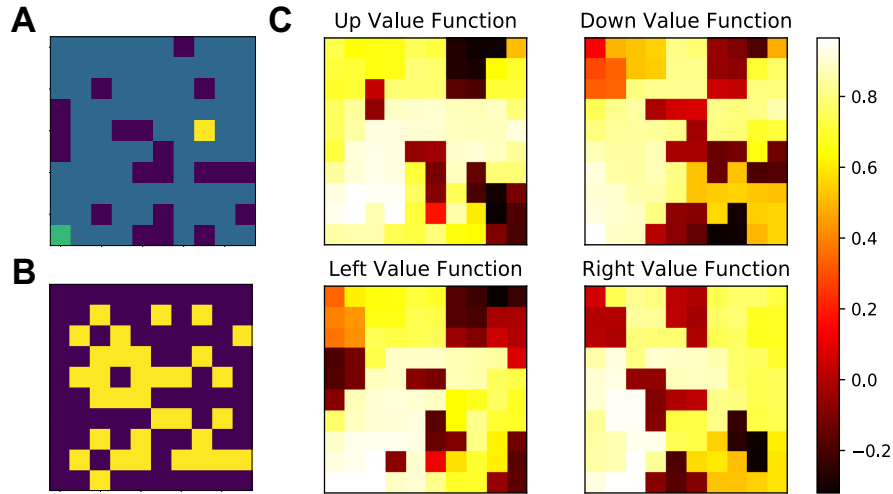 A
C
Up Value Function
Down Value Function
B
Left Value Function
Right Value Function
0.8
0.6
0.4
0.2
0.0
−0.2